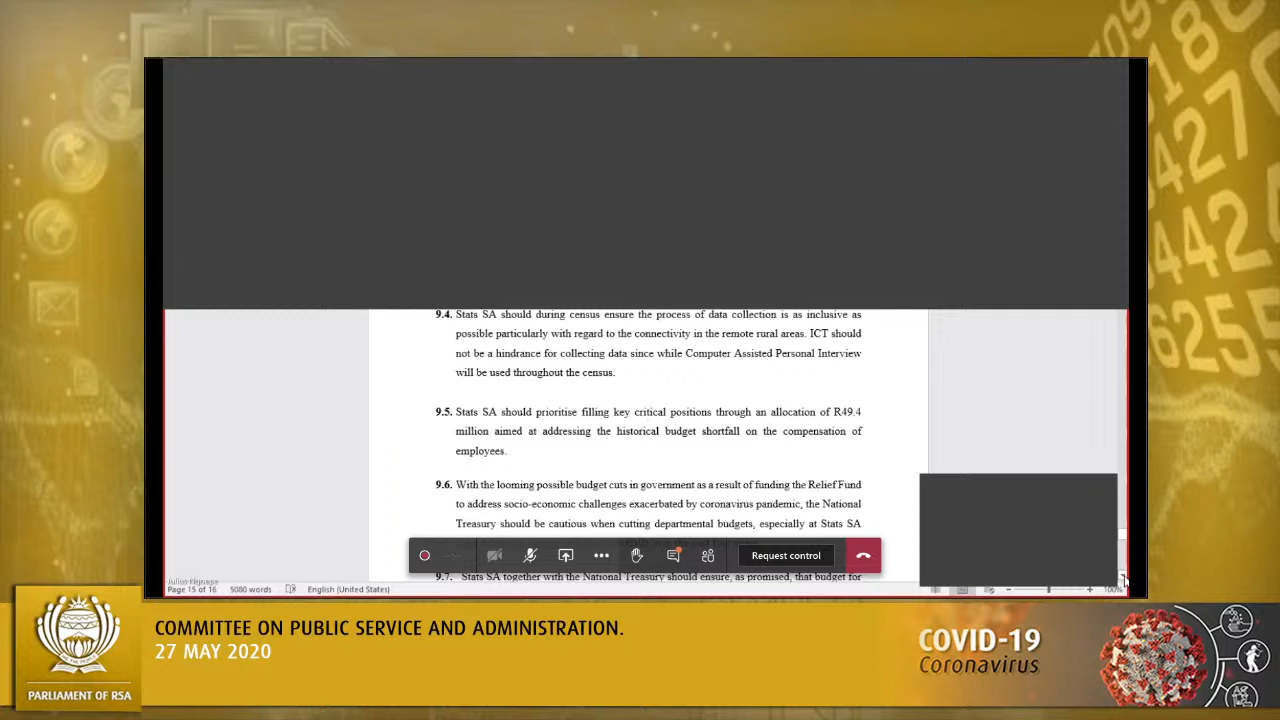 9.4. Stats SA should during census ensure the process of data collection is as inclusive as
possible particularly with regard to the connectivity in the remote rural areas. ICT should
not be a hindrance for collecting data since while Computer Assisted Personal Interview
will be used throughout the census.
9.5. Stats SA should prioritise filling key critical positions through an allocation of R49.4
million aimed at addressing the historical budget shortfall on the compensation of
employees.
9.6. With the looming possible budget cuts in government as a result of funding the Relief Fund
to address socio-economic challenges exacerbated by coronavirus pandemic, the National
Treasury should be cautious when cutting departmental budgets, especially at Stats SA
Request control
9.7. Stats SA together with the National Treasury should ensure, as promised, that budget for
Page 15 of 16 5080 words English (United States)
100%
PARLIAMENT OF RSA
COMMITTEE ON PUBLIC SERVICE AND ADMINISTRATION.
27 MAY 2020
COVID-19
Coronavirus